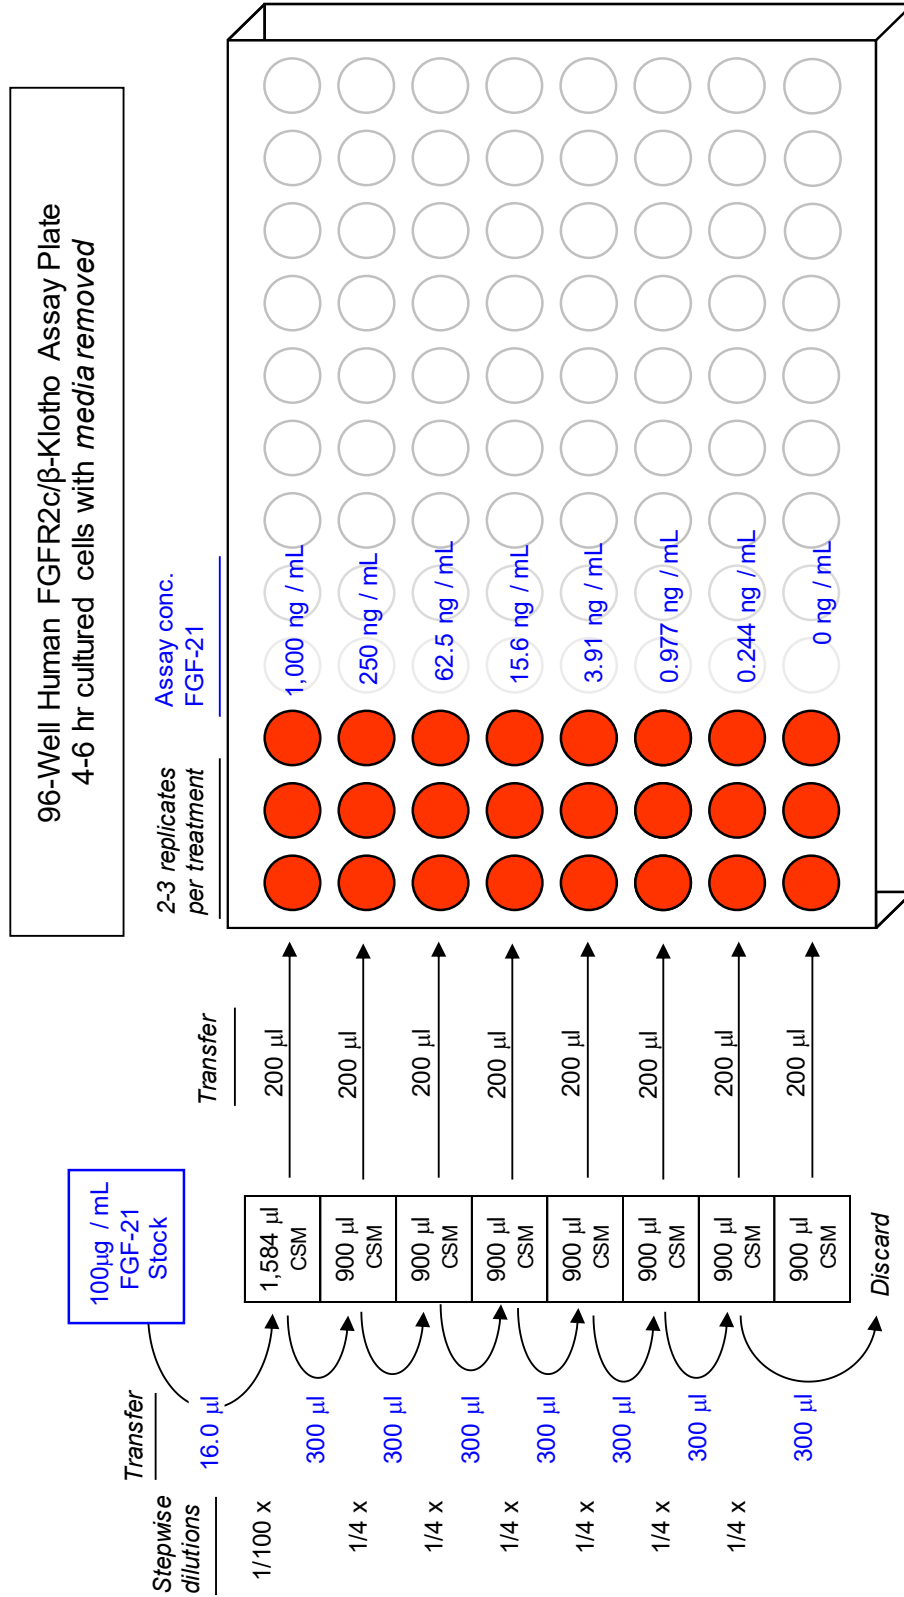 96-Well Human FGFR2c/β-Klotho Assay Plate
4-6 hr cultured cells with media removed
100μg / mL
FGF-21
Stock
Stepwise
dilutions
Transfer
Transfer
2-3 replicates
per treatment
Assay conc.
FGF-21
1/100 x
16.0 μl
1,584 μl
CSM
200 μl
1,000 ng / mL
1/4 x
300 μl
900 μl
CSM
200 μl
250 ng / mL
1/4 x
300 μl
900 μl
CSM
200 μl
62.5 ng / mL
1/4 x
300 μl
900 μl
CSM
200 μl
15.6 ng / mL
1/4 x
300 μl
900 μl
CSM
200 μl
3.91 ng / mL
1/4 x
300 μl
900 μl
CSM
200 μl
0.977 ng / mL
1/4 x
300 μl
900 μl
CSM
200 μl
0.244 ng / mL
300 μl
900 μl
CSM
200 μl
0 ng / mL
Discard